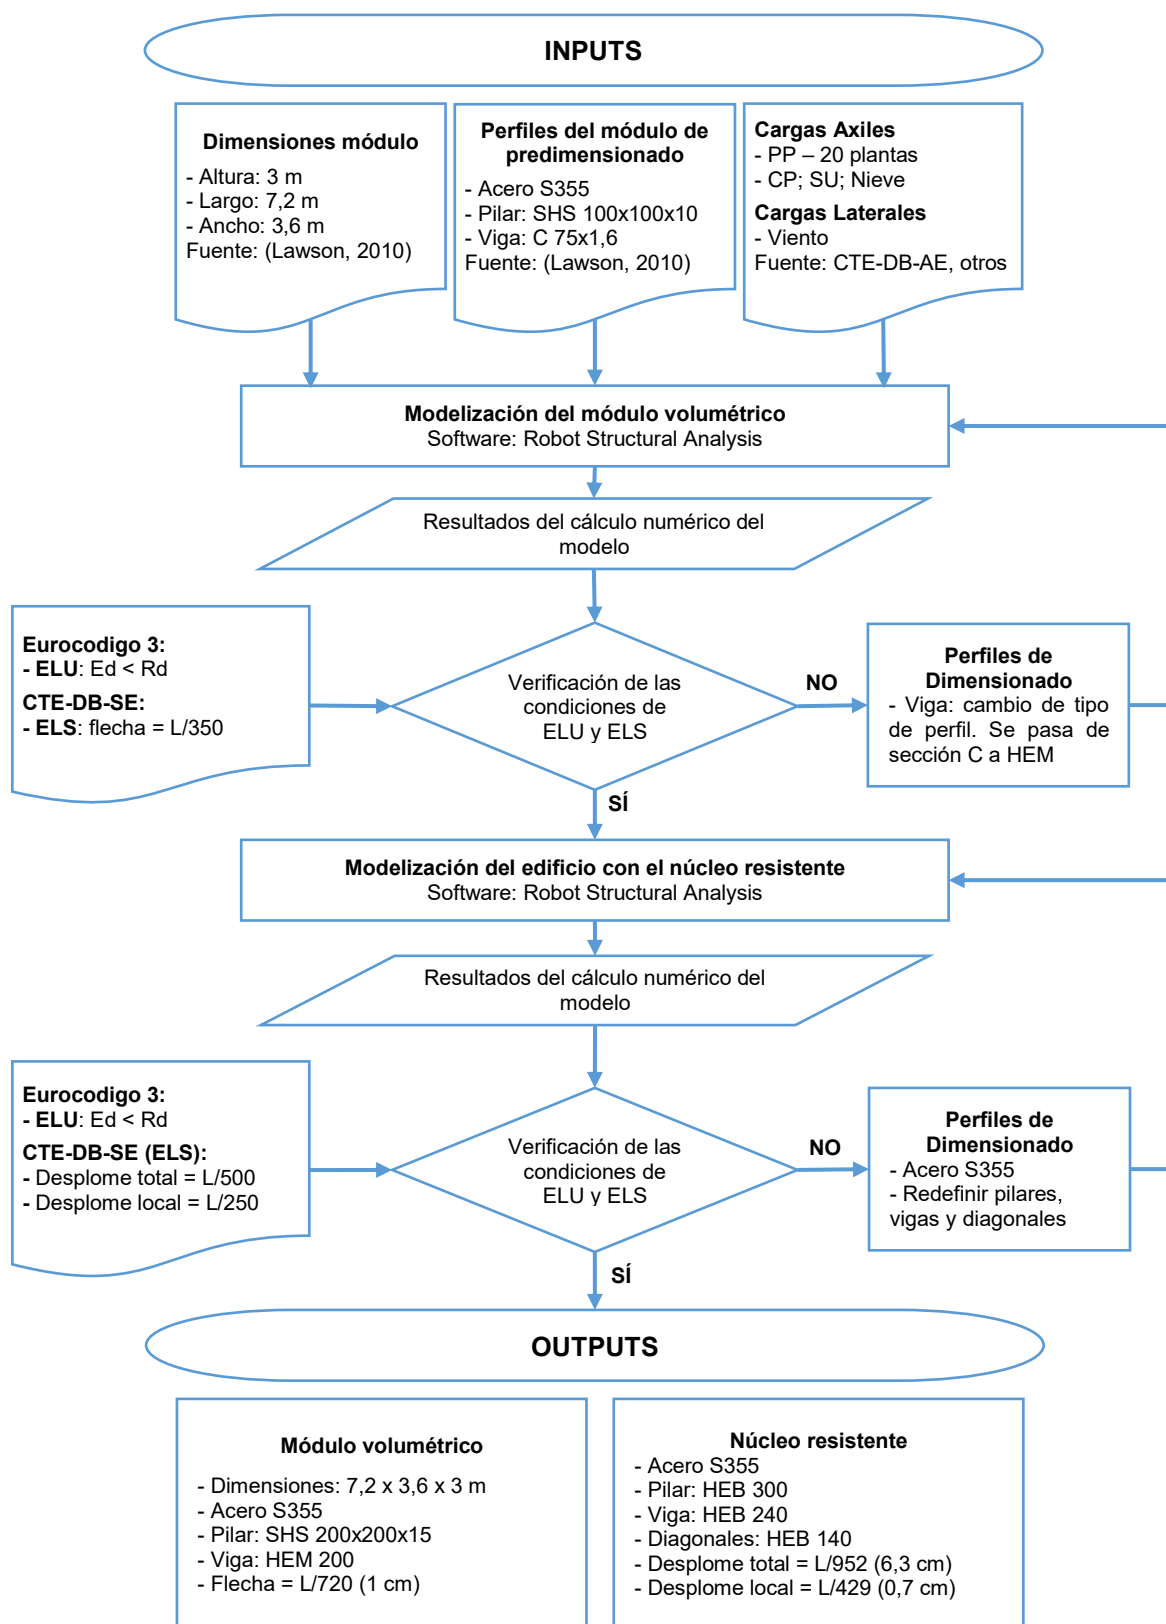 INPUTS
Dimensiones módulo
- Altura: 3 m
- Largo: 7,2 m
- Ancho: 3,6 m
Fuente: (Lawson, 2010)
Perfiles del módulo de
predimensionado
- Acero S355
- Pilar: SHS 100x100x10
- Viga: C 75x1,6
Fuente: (Lawson, 2010)
Cargas Axiles
- PP – 20 plantas
- CP; SU; Nieve
Cargas Laterales
- Viento
Fuente: CTE-DB-AE, otros
Modelización del módulo volumétrico
Software: Robot Structural Analysis
Resultados del cálculo numérico del
modelo
Eurocodigo 3:
- ELU: Ed < Rd
CTE-DB-SE:
- ELS: flecha = L/350
Verificación de las
condiciones de
ELU y ELS
NO
Perfiles de
Dimensionado
- Viga: cambio de tipo
de perfil. Se pasa de
sección C a HEM
SÍ
Modelización del edificio con el núcleo resistente
Software: Robot Structural Analysis
Resultados del cálculo numérico del
modelo
Eurocodigo 3:
- ELU: Ed < Rd
CTE-DB-SE (ELS):
- Desplome total = L/500
- Desplome local = L/250
Verificación de las
condiciones de
ELU y ELS
NO
Perfiles de
Dimensionado
- Acero S355
- Redefinir pilares,
vigas y diagonales
SÍ
OUTPUTS
Módulo volumétrico
- Dimensiones: 7,2 x 3,6 x 3 m
- Acero S355
- Pilar: SHS 200x200x15
- Viga: HEM 200
- Flecha = L/720 (1 cm)
Núcleo resistente
- Acero S355
- Pilar: HEB 300
- Viga: HEB 240
- Diagonales: HEB 140
- Desplome total = L/952 (6,3 cm)
- Desplome local = L/429 (0,7 cm)